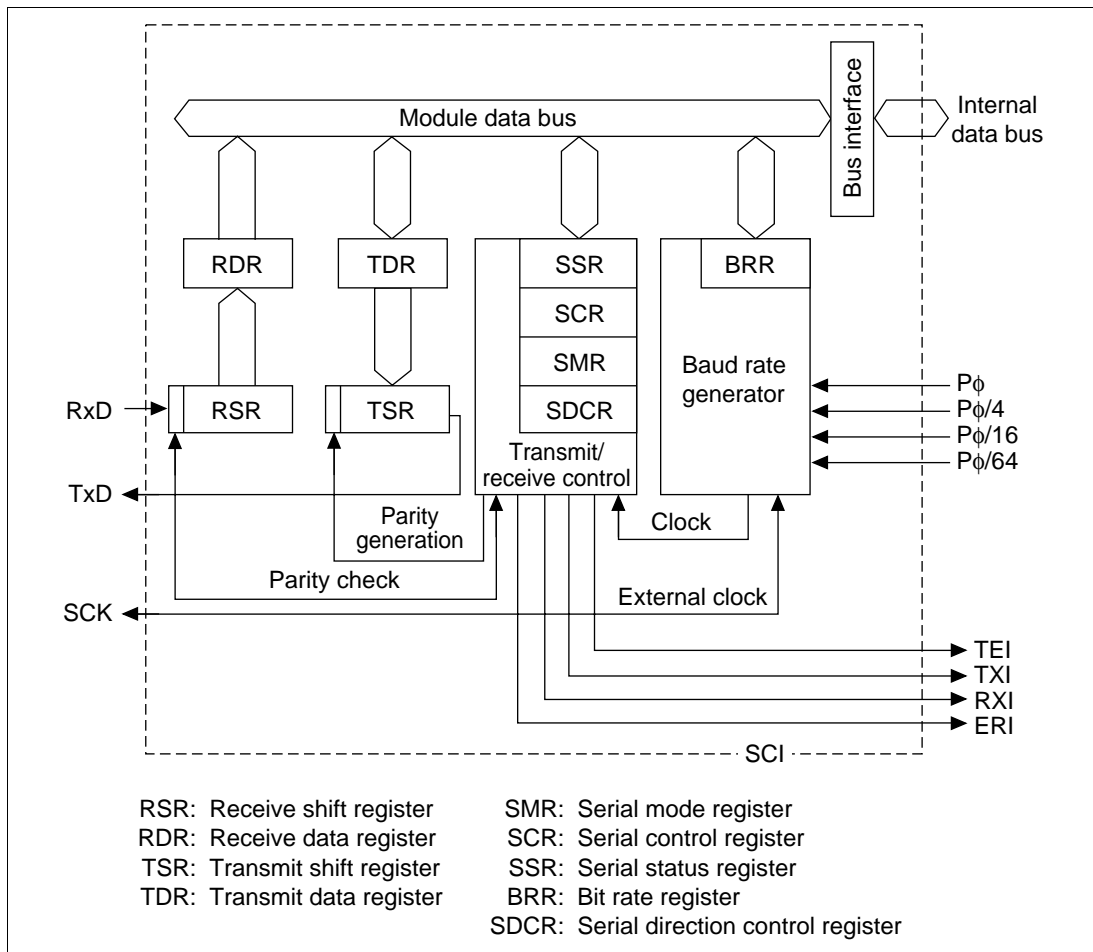 Module data bus
Bus interface
Internal
data bus
RDR
TDR
SSR
BRR
SCR
SMR
SDCR
Baud rate
generator
RxD
RSR
TSR
Transmit/
receive control
Pϕ
Pϕ/4
Pϕ/16
Pϕ/64
TxD
Parity
generation
Clock
Parity check
SCK
External clock
TEI
TXI
RXI
ERI
SCI
RSR: Receive shift register
RDR: Receive data register
TSR: Transmit shift register
TDR: Transmit data register
SMR: Serial mode register
SCR: Serial control register
SSR: Serial status register
BRR: Bit rate register
SDCR: Serial direction control register